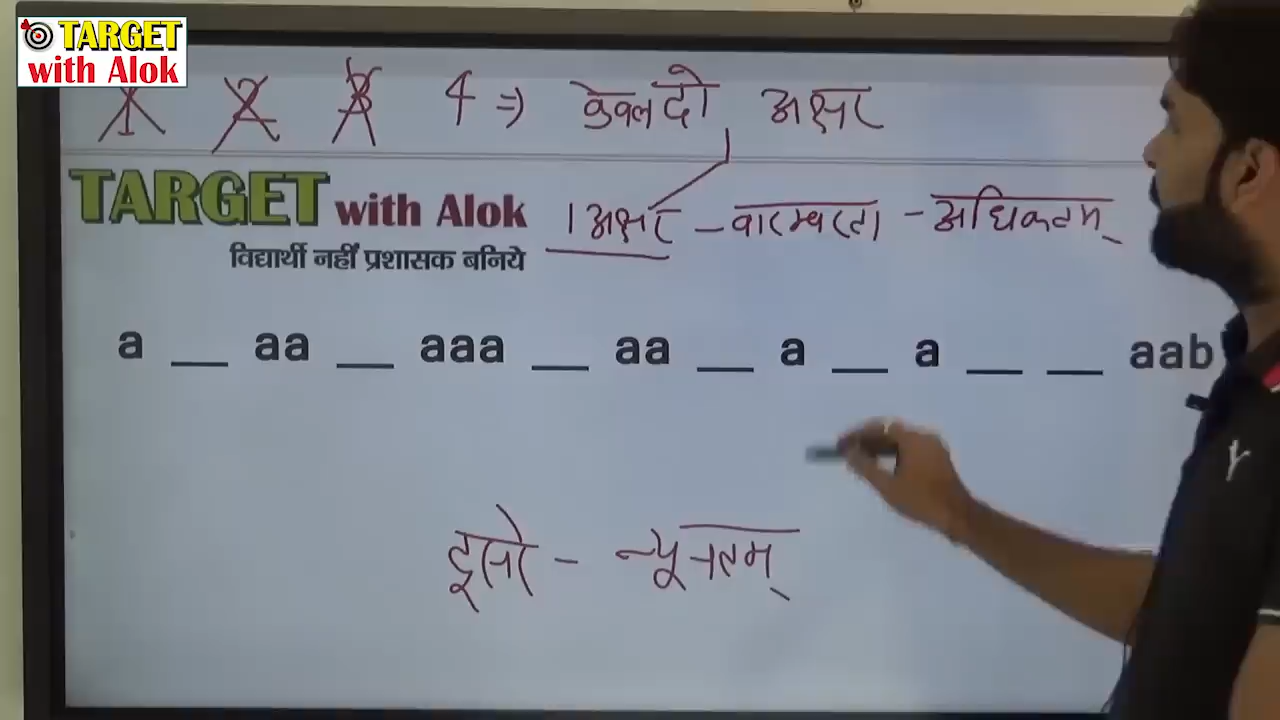 TARGET
with Alok
1 2 3 4 => केवल दो अक्षर
TARGET with Alok
विद्यार्थी नहीं प्रशासक बनिये
1 अक्षर - बारम्बरता - अधिकतम्
a __ aa __ aaa __ aa __ a __ a __ __ aab
दूसरे - न्यूनतम्